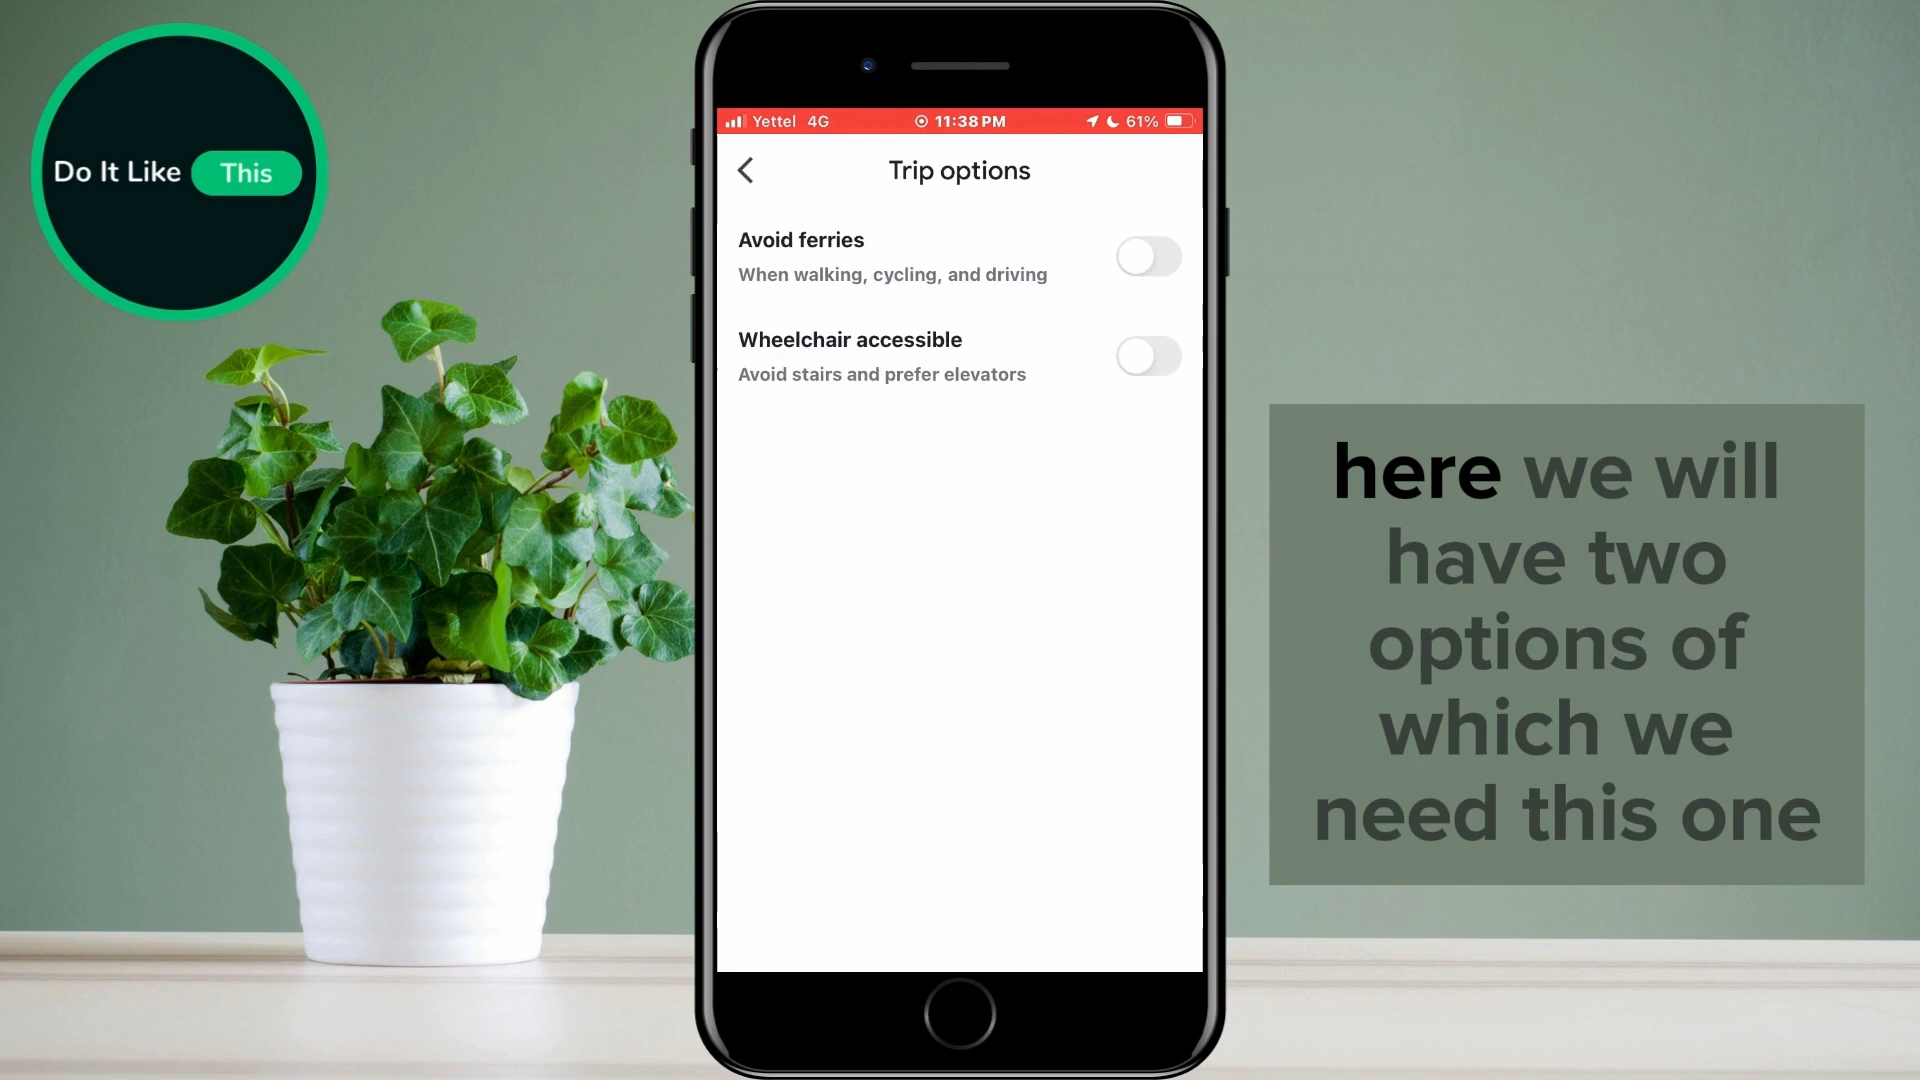 Do It Like This
Yettel 4G 11:38 PM 61%
Trip options
Avoid ferries
When walking, cycling, and driving
Wheelchair accessible
Avoid stairs and prefer elevators
here we will
have two
options of
which we
need this one